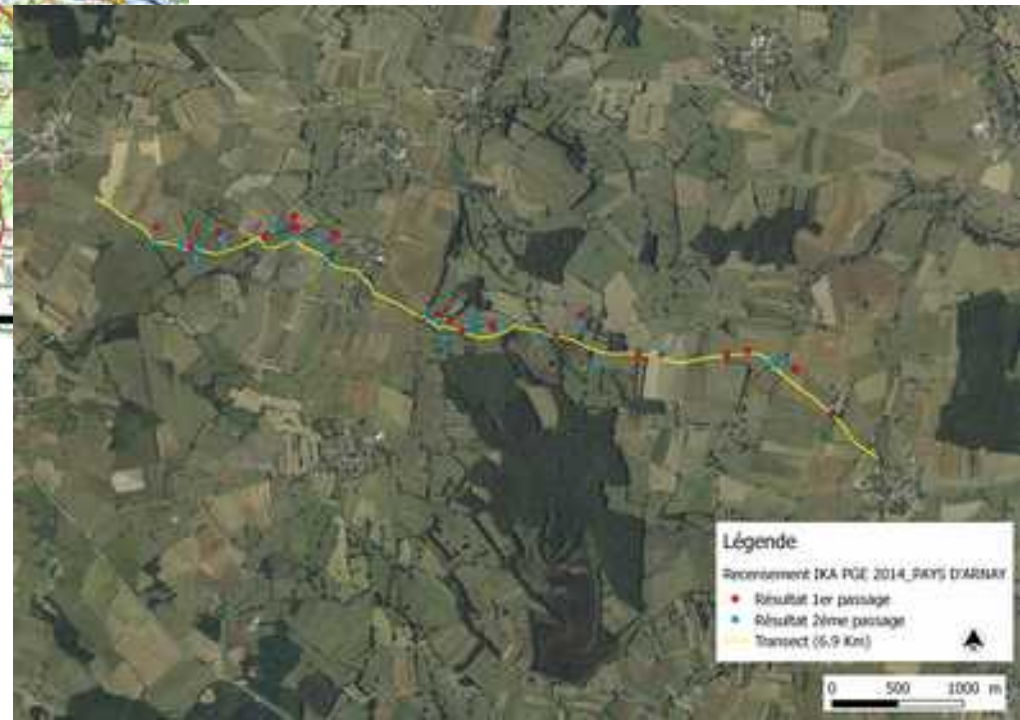 Légende
Recensement IKA PGE 2014_PAYS D'ARNAY
Résultat 1er passage
Résultat 2ème passage
Transect (6.9 Km)
0 500 1000 m